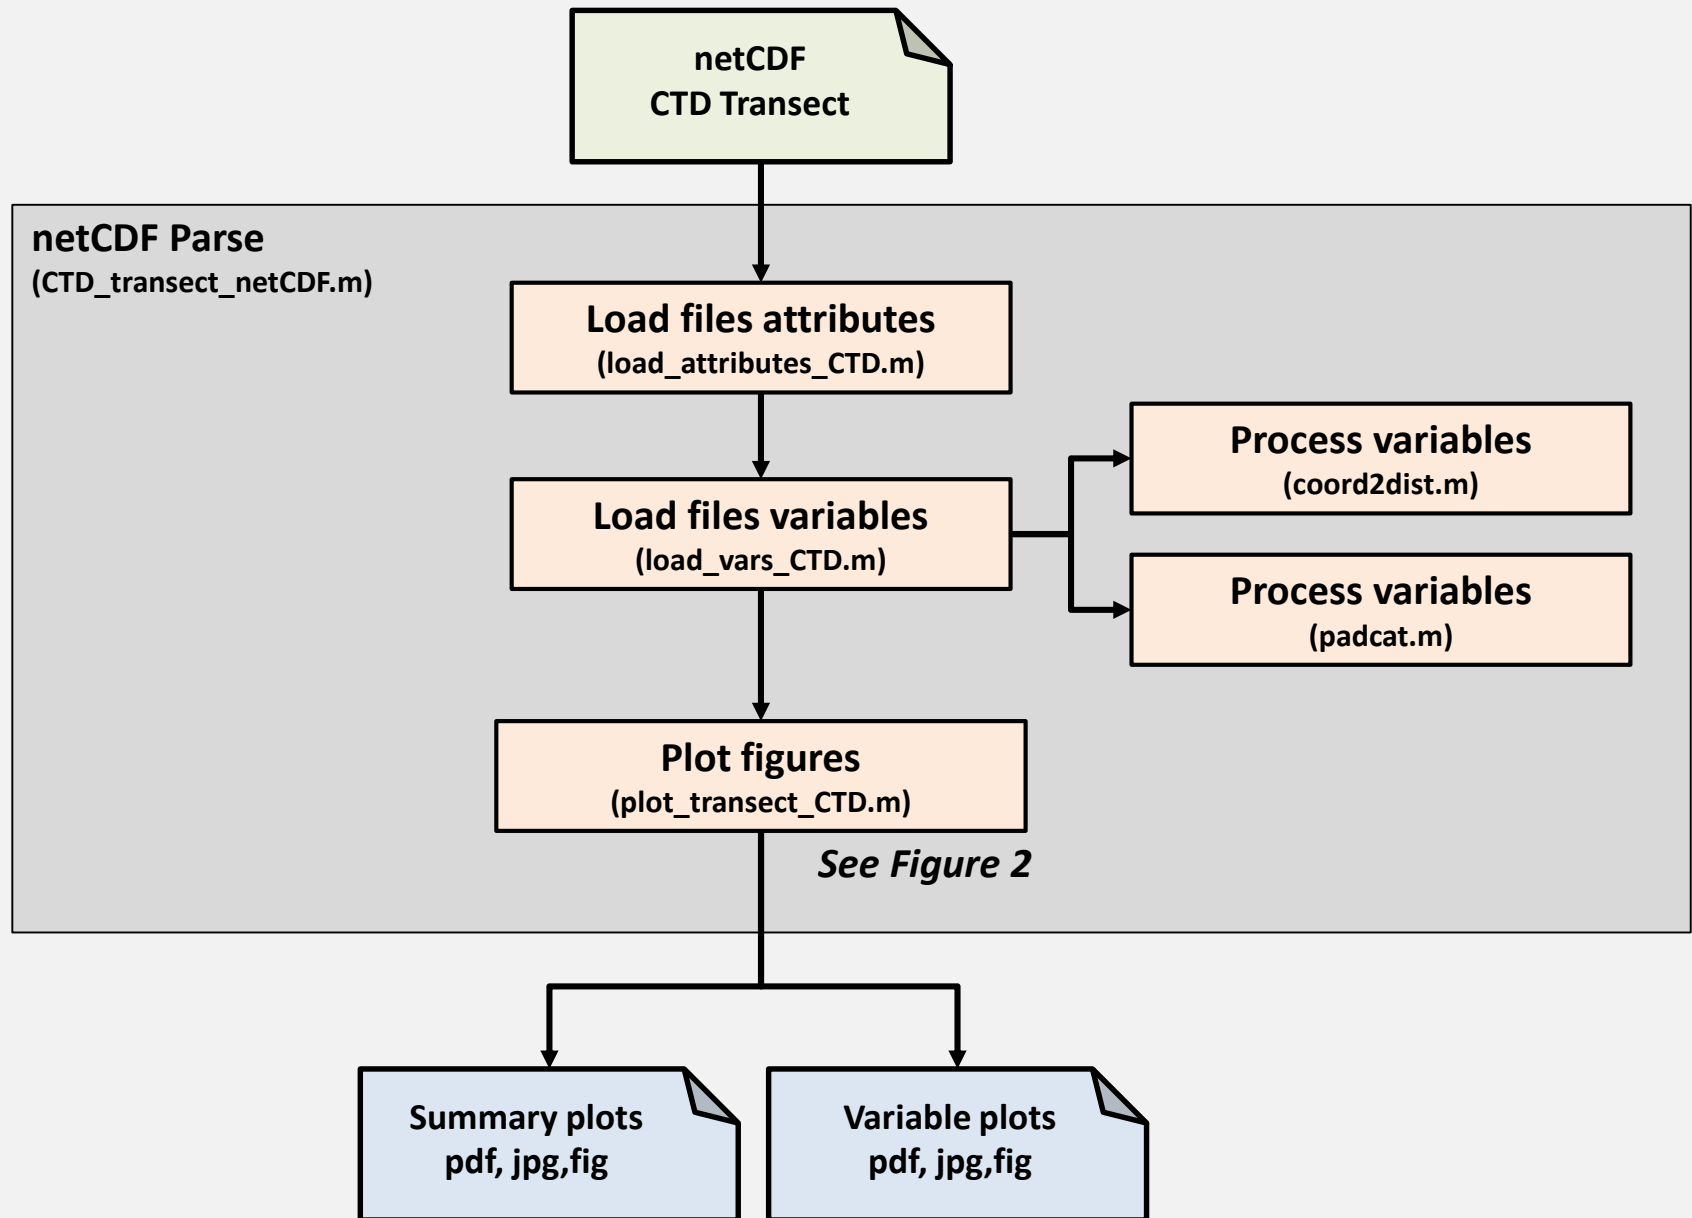 netCDF
CTD Transect
netCDF Parse
(CTD_transect_netCDF.m)
Load files attributes
(load_attributes_CTD.m)
Process variables
(coord2dist.m)
Load files variables
(load_vars_CTD.m)
Process variables
(padcat.m)
Plot figures
(plot_transect_CTD.m)
See Figure 2
Summary plots
pdf, jpg,fig
Variable plots
pdf, jpg,fig